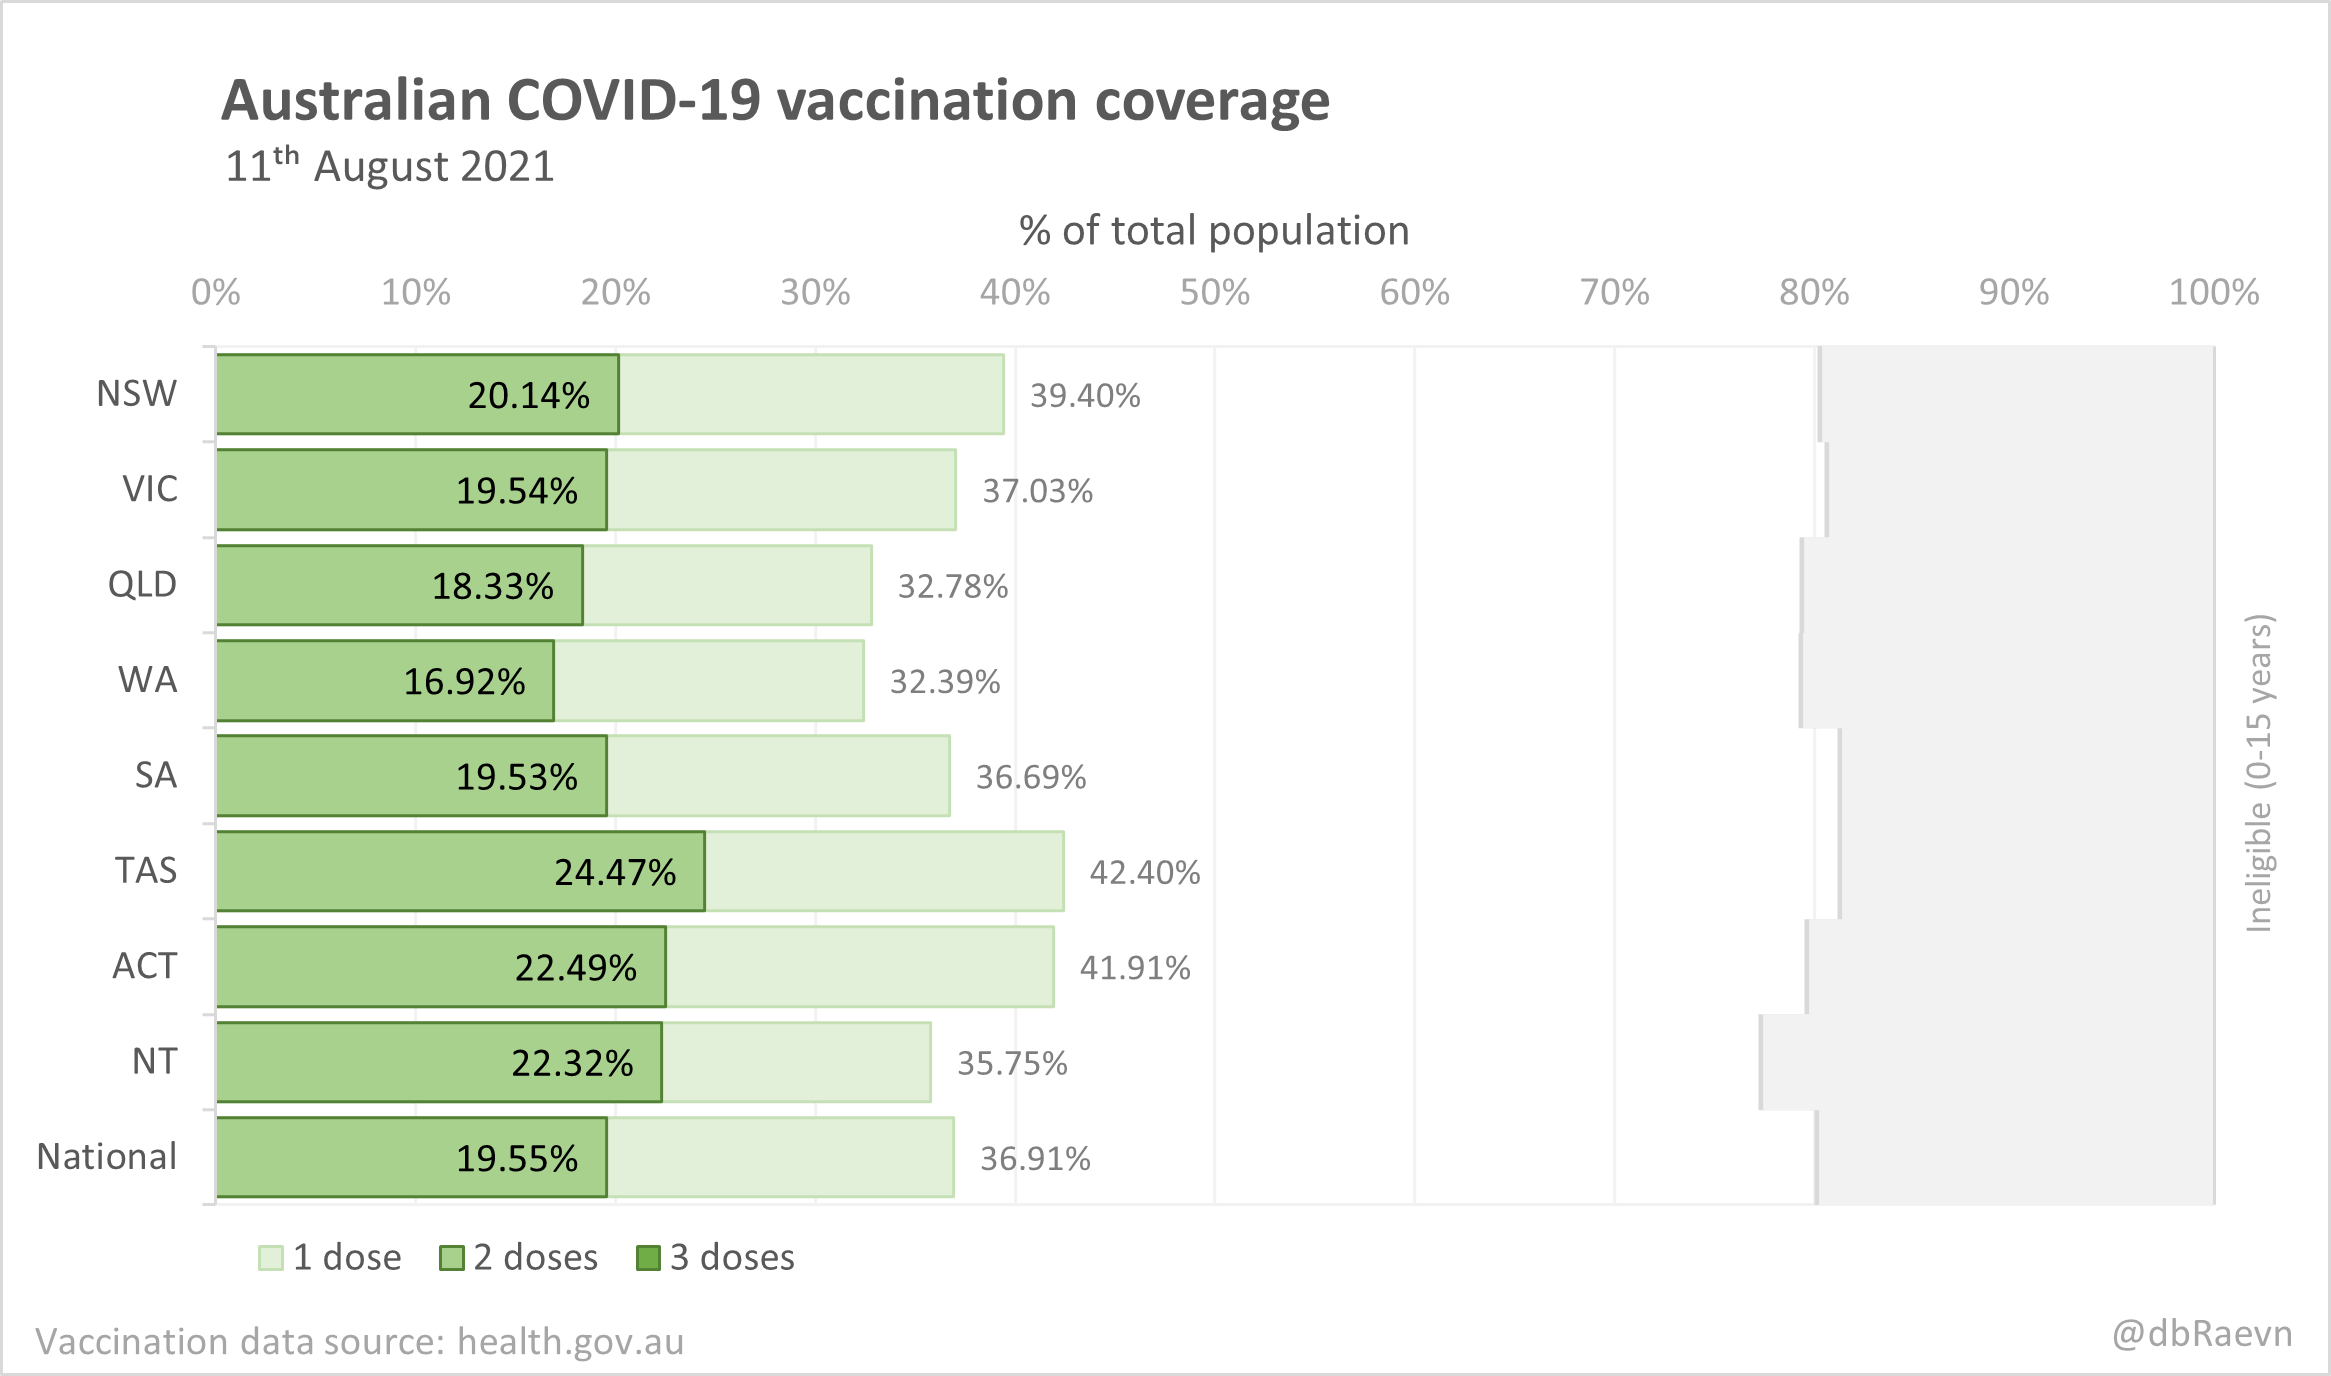 Australian COVID-19 vaccination coverage
11th August 2021
% of total population
0% 10% 20% 30% 40% 50% 60% 70% 80% 90% 100%
NSW 20.14% 39.40%
VIC 19.54% 37.03%
QLD 18.33% 32.78%
WA 16.92% 32.39%
SA 19.53% 36.69%
TAS 24.47% 42.40%
ACT 22.49% 41.91%
NT 22.32% 35.75%
National 19.55% 36.91%
Ineligible (0-15 years)
1 dose 2 doses 3 doses
Vaccination data source: health.gov.au
@dbRaevn